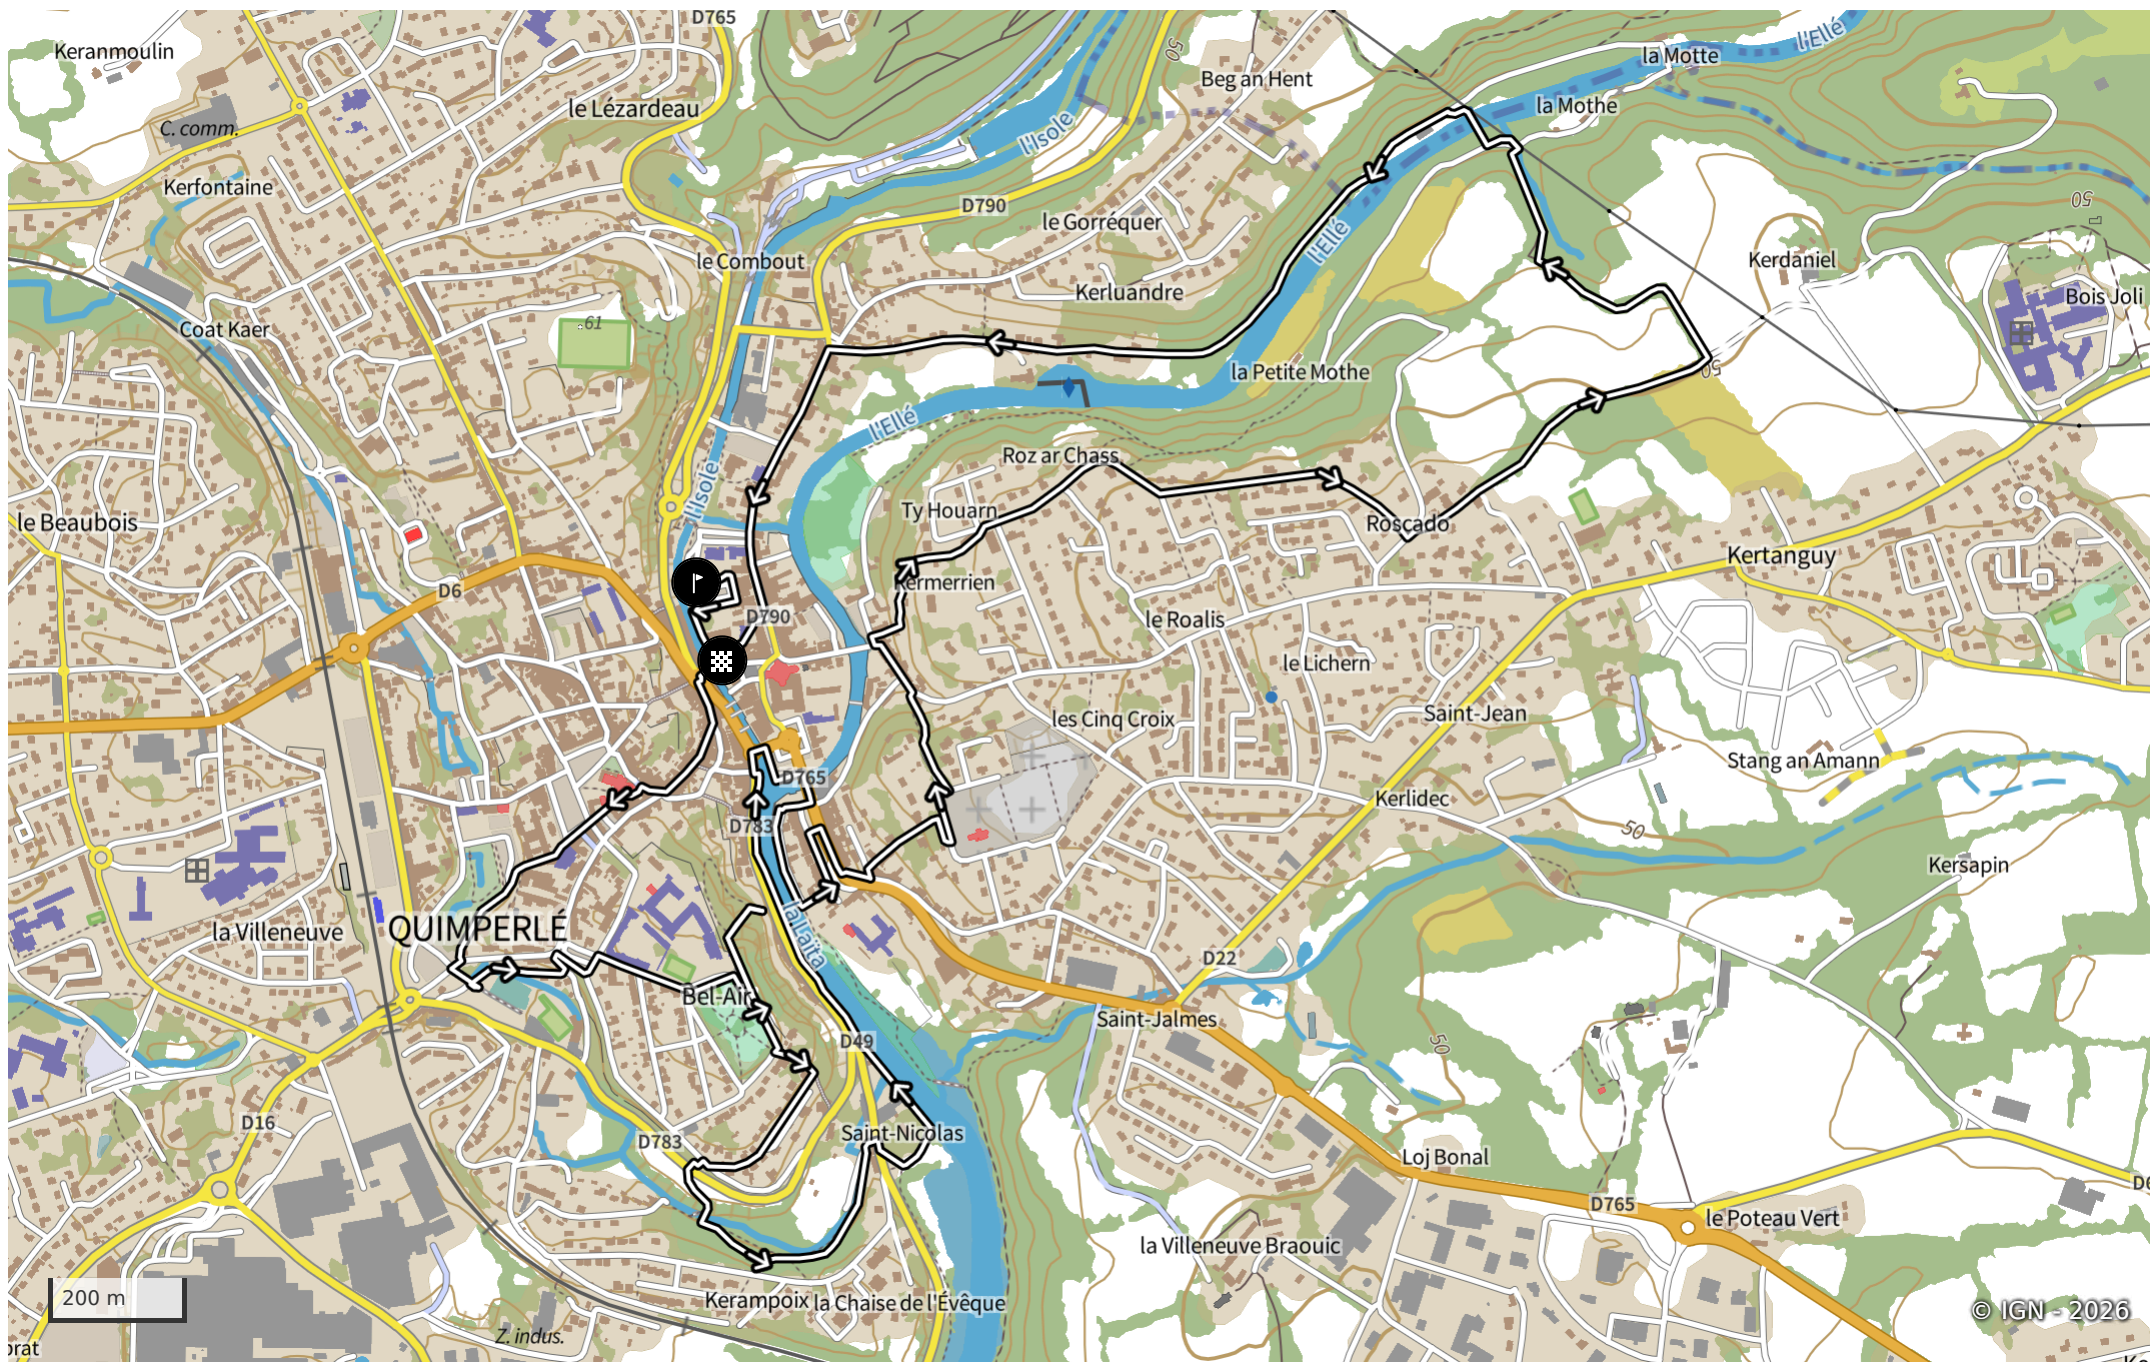 D765
Keranmoulin
l'Ellé
la Motte
50
Beg an Hent
le Lézardeau
la Mothe
C. comm.
l'Isole
Kerfontaine
D790
le Gorréquer
50
l'Ellé
le Combout
Kerdaniel
Kerluandre
Bois Joli
61
Coat Kaer
50
la Petite Mothe
l'Ellé
Roz ar Chass
l'Isole
Ty Houarn
le Beaubois
Roscado
Kertanguy
Kermerrien
D6
D790
le Roalis
le Lichern
les Cinq Croix
Saint-Jean
Stang an Amann
D765
Kerlidec
D783
50
Kersapin
QUIMPERLÉ
la Villeneuve
la Laïta
D22
Bel-Air
Saint-Jalmes
D49
50
D16
Saint-Nicolas
D783
Loj Bonal
D765
le Poteau Vert
la Villeneuve Braouic
200 m
Kerampoix
la Chaise de l'Évêque
© IGN - 2026
Z. indus.